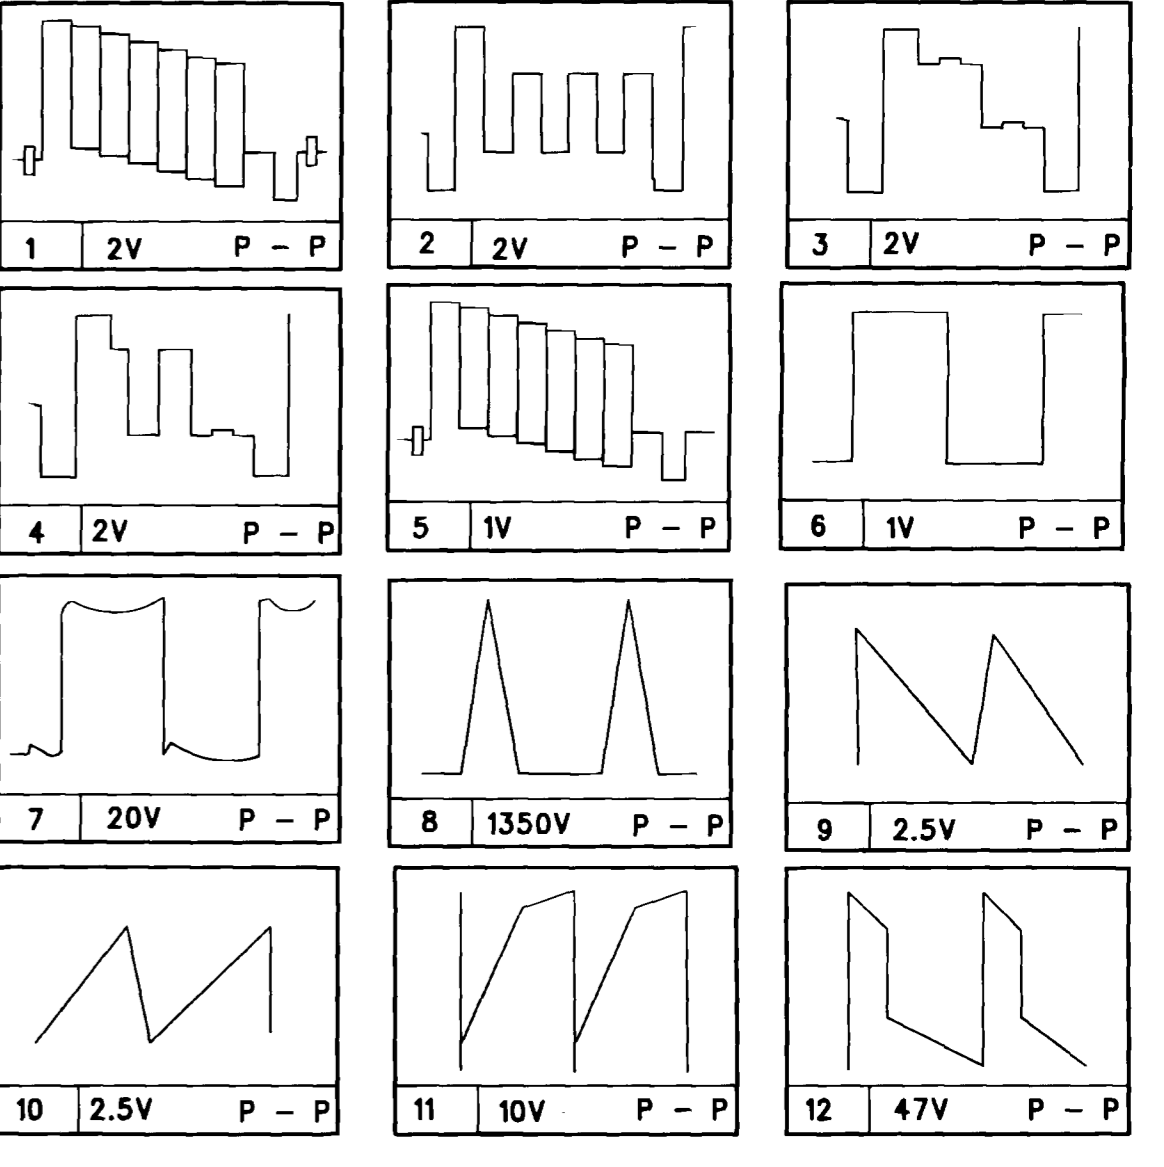 1 2V P - P
2 2V P - P
3 2V P - P
4 2V P - P
5 1V P - P
6 1V P - P
7 20V P - P
8 1350V P - P
9 2.5V P - P
10 2.5V P - P
11 10V P - P
12 47V P - P